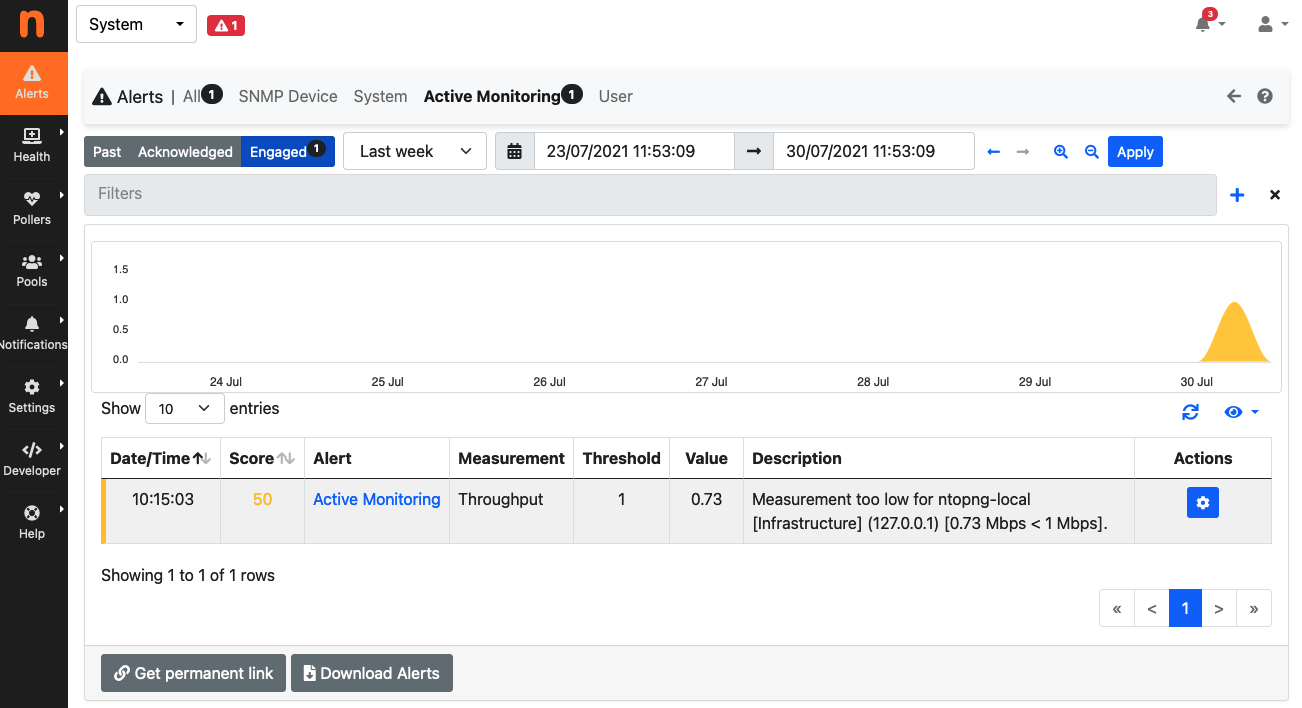 n
System
1
3
Alerts
Health
Pollers
Pools
Notifications
Settings
Developer
Help
Alerts | All 1 SNMP Device System Active Monitoring 1 User
Past Acknowledged Engaged 1 Last week 23/07/2021 11:53:09 30/07/2021 11:53:09 Apply
Filters
1.5
1.0
0.5
0.0
24 Jul 25 Jul 26 Jul 27 Jul 28 Jul 29 Jul 30 Jul
Show 10 entries
Date/Time Score Alert Measurement Threshold Value Description Actions
10:15:03 50 Active Monitoring Throughput 1 0.73 Measurement too low for ntopng-local
[Infrastructure] (127.0.0.1) [0.73 Mbps < 1 Mbps].
Showing 1 to 1 of 1 rows
« < 1 > »
Get permanent link Download Alerts